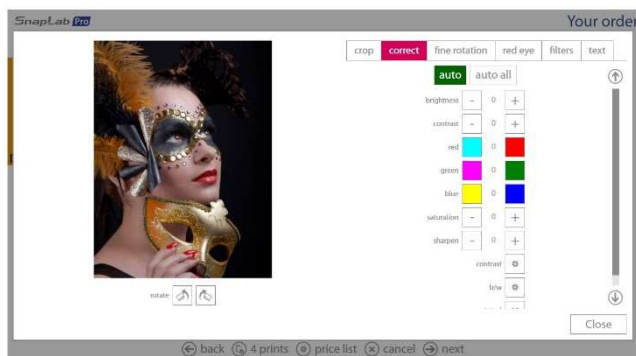 SnapLab Pro
Your order
crop correct fine rotation red eye filters text
auto auto all
brightness - 0 +
contrast - 0 +
red 0
green 0
blue 0
saturation - 0 +
sharpen - 0 +
contrast
b/w
rotate
Close
back 4 prints price list cancel next